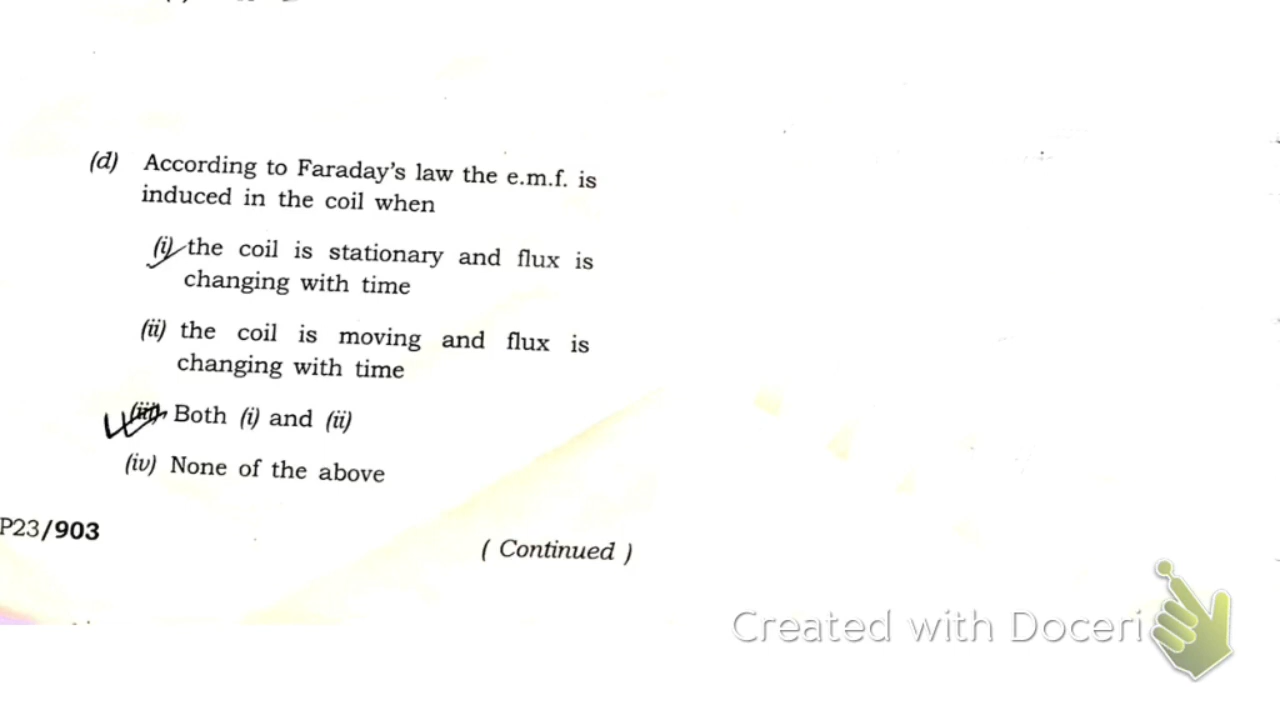 (d) According to Faraday's law the e.m.f. is
induced in the coil when
(i) the coil is stationary and flux is
changing with time
(ii) the coil is moving and flux is
changing with time
(iii) Both (i) and (ii)
(iv) None of the above
P23/903
( Continued )
Created with Doceri